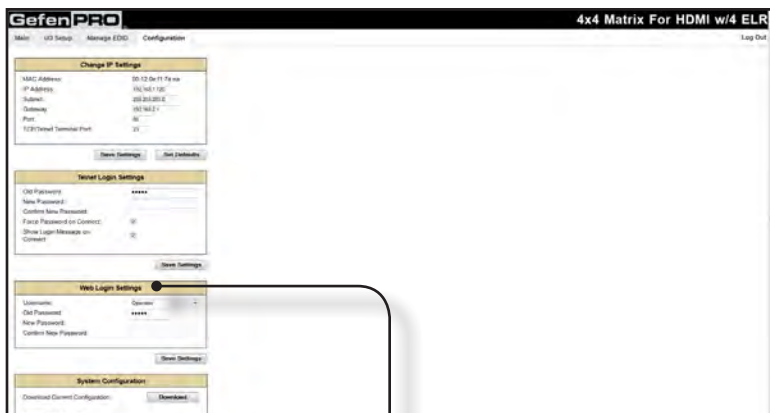 GefenPRO
4x4 Matrix For HDMI w/4 ELR
Main I/O Setup Manage EDID Configuration
Log Out
Change IP Settings
MAC Address:
IP Address:
Subnet:
Gateway:
Port:
TCP/Telnet Terminal Port:
Save Settings Set Defaults
Telnet Login Settings
Old Password: •••••
New Password:
Confirm New Password:
Force Password on Connect:
Show Login Message on
Connect:
Save Settings
Web Login Settings
Username: Operator
Old Password: •••••
New Password:
Confirm New Password:
Save Settings
System Configuration
Download Current Configuration: Download